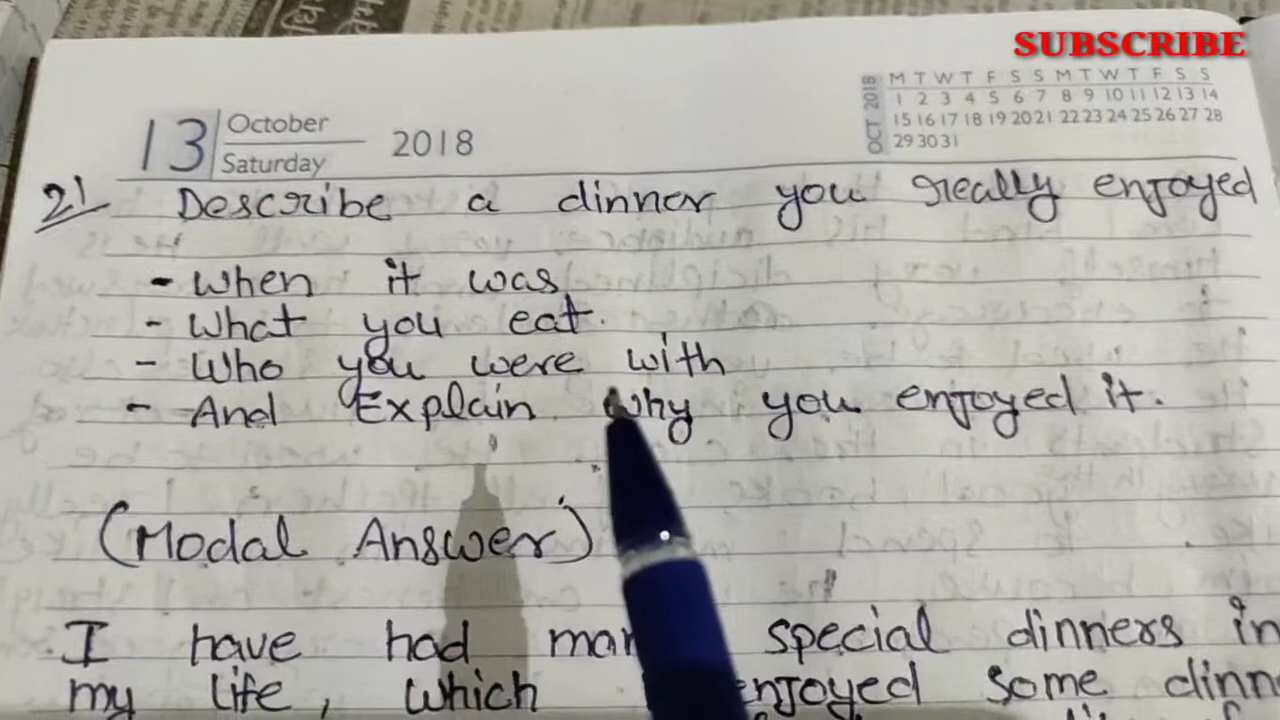 SUBSCRIBE
OCT 2018
M T W T F S S M T W T F S S
1 2 3 4 5 6 7 8 9 10 11 12 13 14
15 16 17 18 19 20 21 22 23 24 25 26 27 28
29 30 31
13 October
Saturday
2018
21 Describe a dinner you really enjoyed
- When it was
- What you eat.
- Who you were with
- And Explain why you enjoyed it.
(Modal Answer)
I have had special dinners in
my life, which enjoyed some